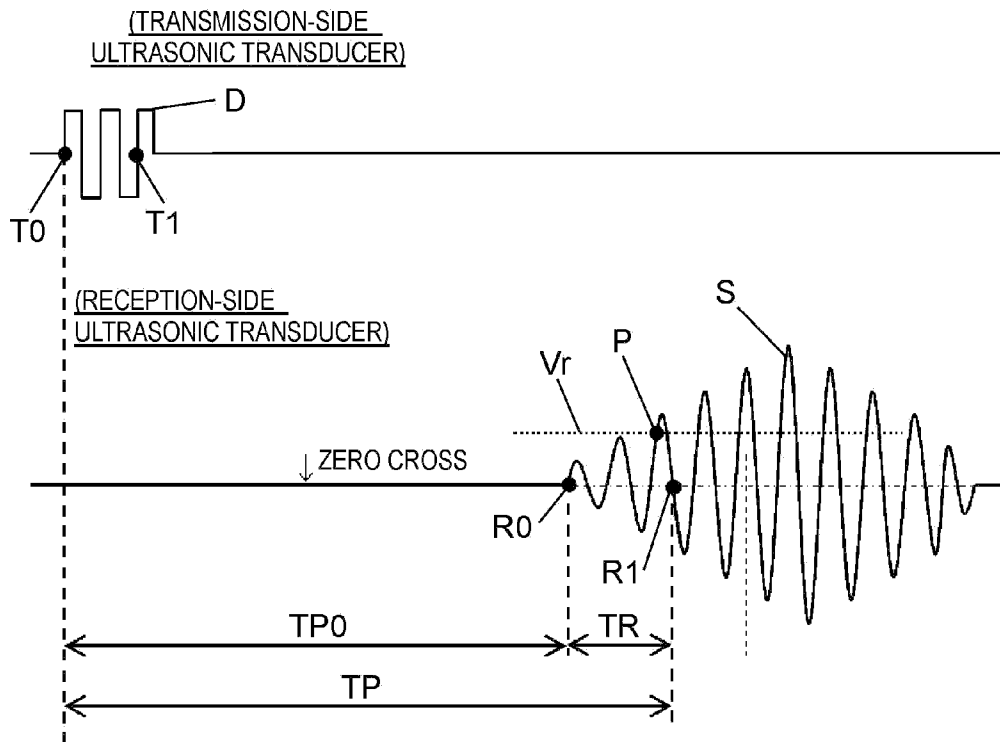 (TRANSMISSION-SIDE
ULTRASONIC TRANSDUCER)
D
T0
T1
(RECEPTION-SIDE
ULTRASONIC TRANSDUCER)
S
P
Vr
↓ ZERO CROSS
R0
R1
TP0
TR
TP